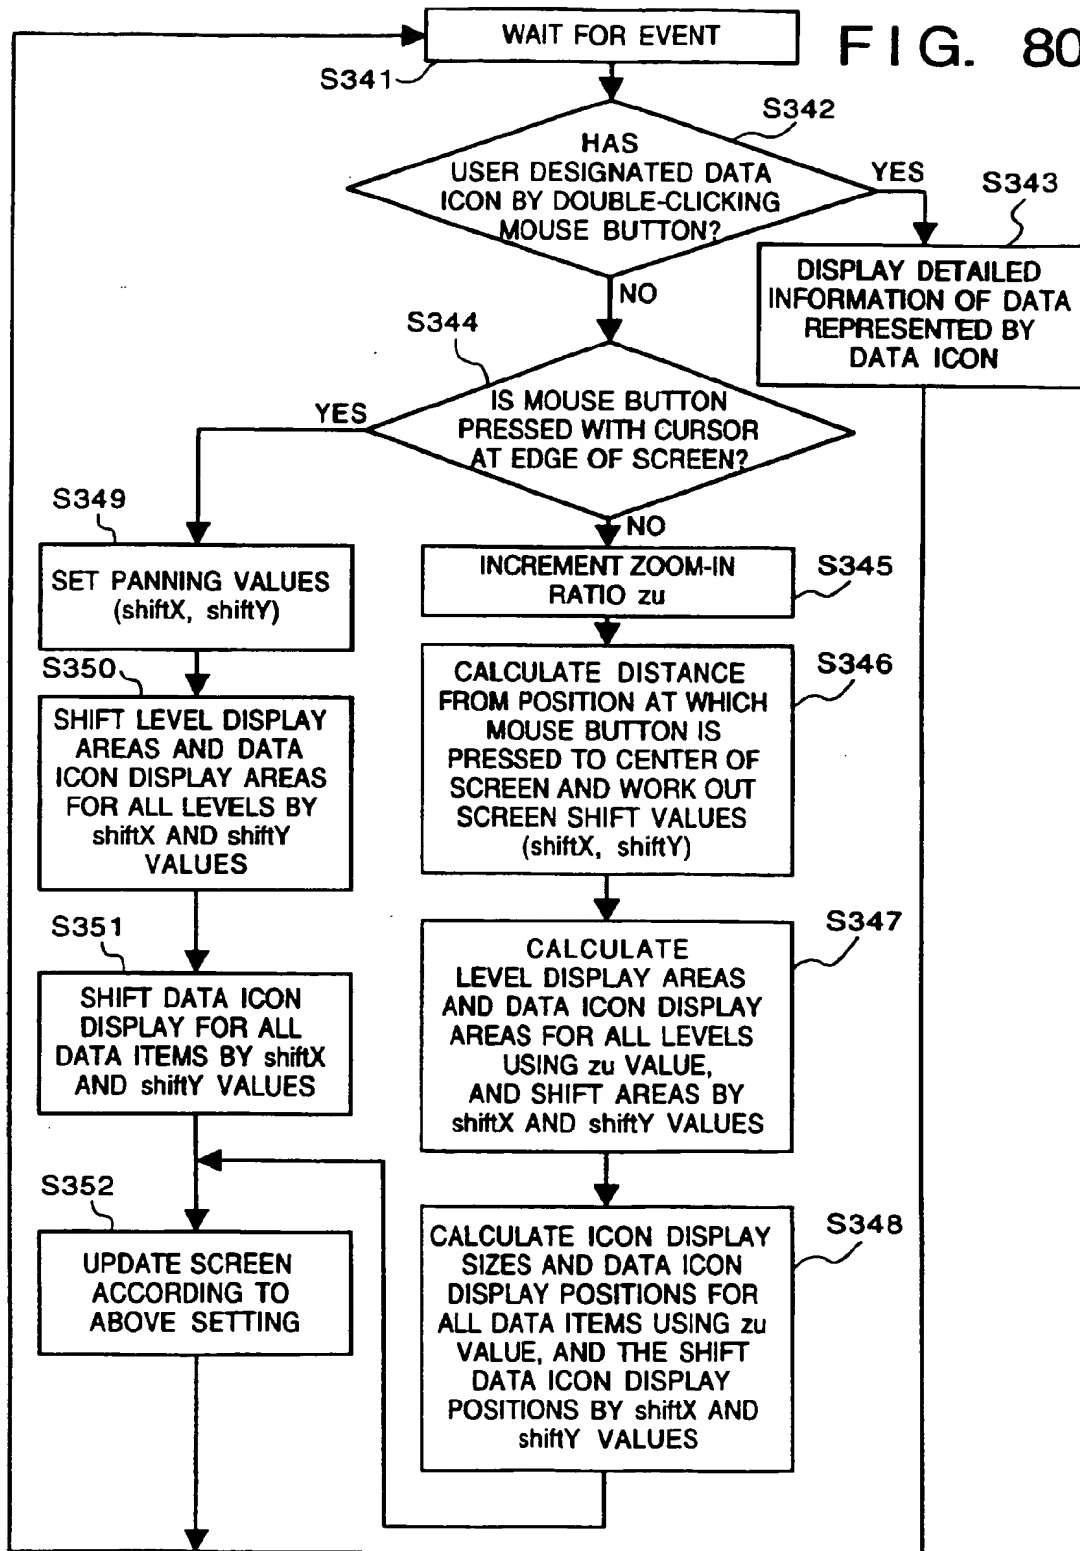 FIG. 80
WAIT FOR EVENT
S341
S342
HAS
USER DESIGNATED DATA
ICON BY DOUBLE-CLICKING
MOUSE BUTTON?
YES
S343
DISPLAY DETAILED
INFORMATION OF DATA
REPRESENTED BY
DATA ICON
NO
S344
IS MOUSE BUTTON
PRESSED WITH CURSOR
AT EDGE OF SCREEN?
YES
NO
S349
SET PANNING VALUES
(shiftX, shiftY)
S350
SHIFT LEVEL DISPLAY
AREAS AND DATA
ICON DISPLAY AREAS
FOR ALL LEVELS BY
shiftX AND shiftY
VALUES
S351
SHIFT DATA ICON
DISPLAY FOR ALL
DATA ITEMS BY shiftX
AND shiftY VALUES
S352
UPDATE SCREEN
ACCORDING TO
ABOVE SETTING
INCREMENT ZOOM-IN
RATIO zu
S345
CALCULATE DISTANCE
FROM POSITION AT WHICH
MOUSE BUTTON IS
PRESSED TO CENTER OF
SCREEN AND WORK OUT
SCREEN SHIFT VALUES
(shiftX, shiftY)
S346
CALCULATE
LEVEL DISPLAY AREAS
AND DATA ICON DISPLAY
AREAS FOR ALL LEVELS
USING zu VALUE,
AND SHIFT AREAS BY
shiftX AND shiftY VALUES
S347
CALCULATE ICON DISPLAY
SIZES AND DATA ICON
DISPLAY POSITIONS FOR
ALL DATA ITEMS USING zu
VALUE, AND THE SHIFT
DATA ICON DISPLAY
POSITIONS BY shiftX AND
shiftY VALUES
S348